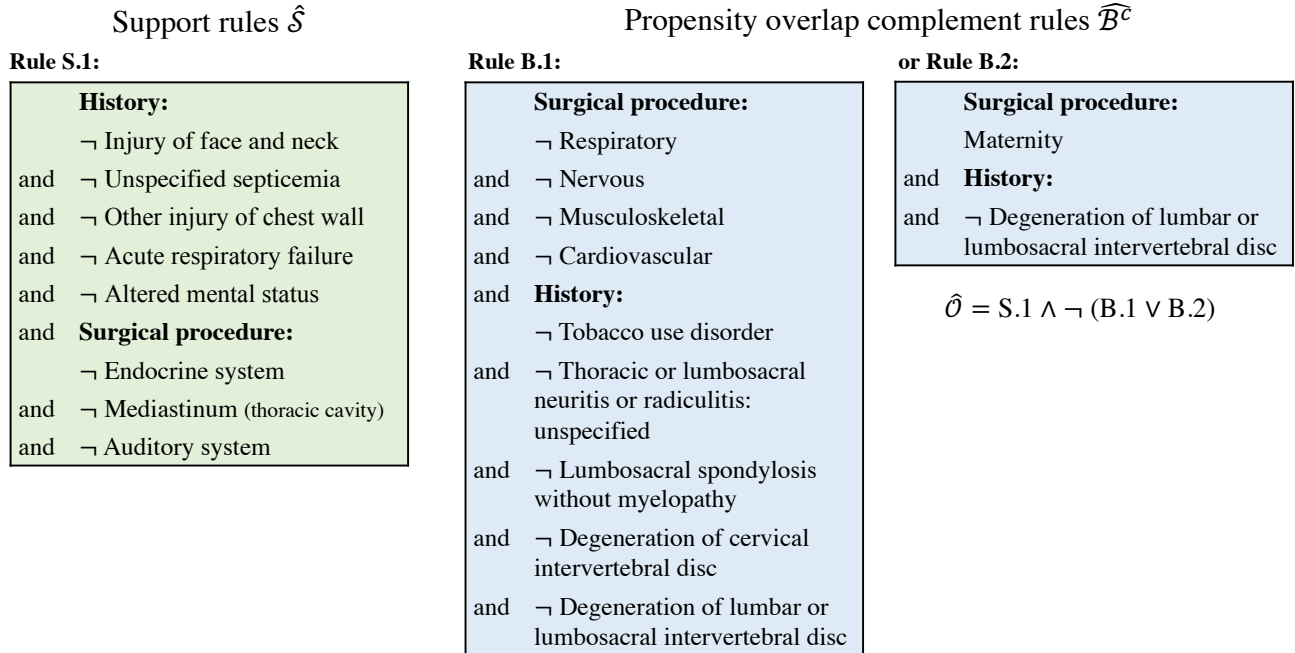 Support rules 𝒮̂
Rule S.1:
History:
¬ Injury of face and neck
and ¬ Unspecified septicemia
and ¬ Other injury of chest wall
and ¬ Acute respiratory failure
and ¬ Altered mental status
and Surgical procedure:
¬ Endocrine system
and ¬ Mediastinum (thoracic cavity)
and ¬ Auditory system
Propensity overlap complement rules ℬ̂ᶜ
Rule B.1:
Surgical procedure:
¬ Respiratory
and ¬ Nervous
and ¬ Musculoskeletal
and ¬ Cardiovascular
and History:
¬ Tobacco use disorder
and ¬ Thoracic or lumbosacral
neuritis or radiculitis:
unspecified
and ¬ Lumbosacral spondylosis
without myelopathy
and ¬ Degeneration of cervical
intervertebral disc
and ¬ Degeneration of lumbar or
lumbosacral intervertebral disc
or Rule B.2:
Surgical procedure:
Maternity
and History:
and ¬ Degeneration of lumbar or
lumbosacral intervertebral disc
𝒪̂ = S.1 ∧ ¬ (B.1 ∨ B.2)